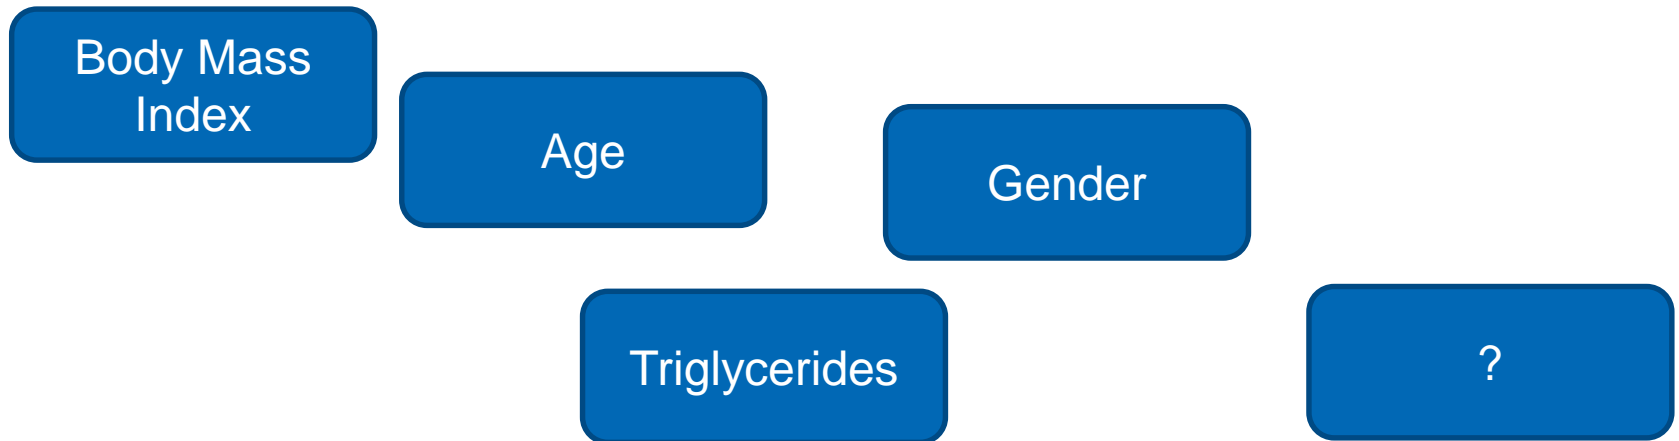 Body Mass
Index
Age
Gender
Triglycerides
?